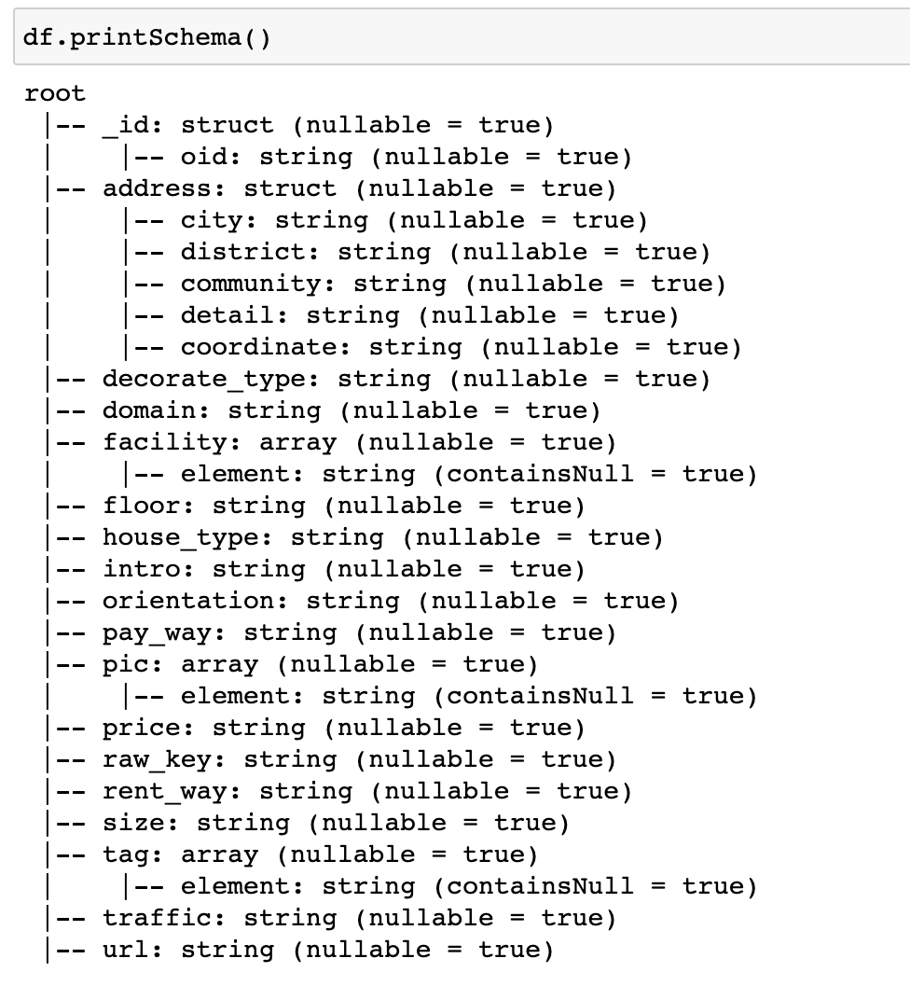 df.printSchema()
root
 |-- _id: struct (nullable = true)
 |    |-- oid: string (nullable = true)
 |-- address: struct (nullable = true)
 |    |-- city: string (nullable = true)
 |    |-- district: string (nullable = true)
 |    |-- community: string (nullable = true)
 |    |-- detail: string (nullable = true)
 |    |-- coordinate: string (nullable = true)
 |-- decorate_type: string (nullable = true)
 |-- domain: string (nullable = true)
 |-- facility: array (nullable = true)
 |    |-- element: string (containsNull = true)
 |-- floor: string (nullable = true)
 |-- house_type: string (nullable = true)
 |-- intro: string (nullable = true)
 |-- orientation: string (nullable = true)
 |-- pay_way: string (nullable = true)
 |-- pic: array (nullable = true)
 |    |-- element: string (containsNull = true)
 |-- price: string (nullable = true)
 |-- raw_key: string (nullable = true)
 |-- rent_way: string (nullable = true)
 |-- size: string (nullable = true)
 |-- tag: array (nullable = true)
 |    |-- element: string (containsNull = true)
 |-- traffic: string (nullable = true)
 |-- url: string (nullable = true)